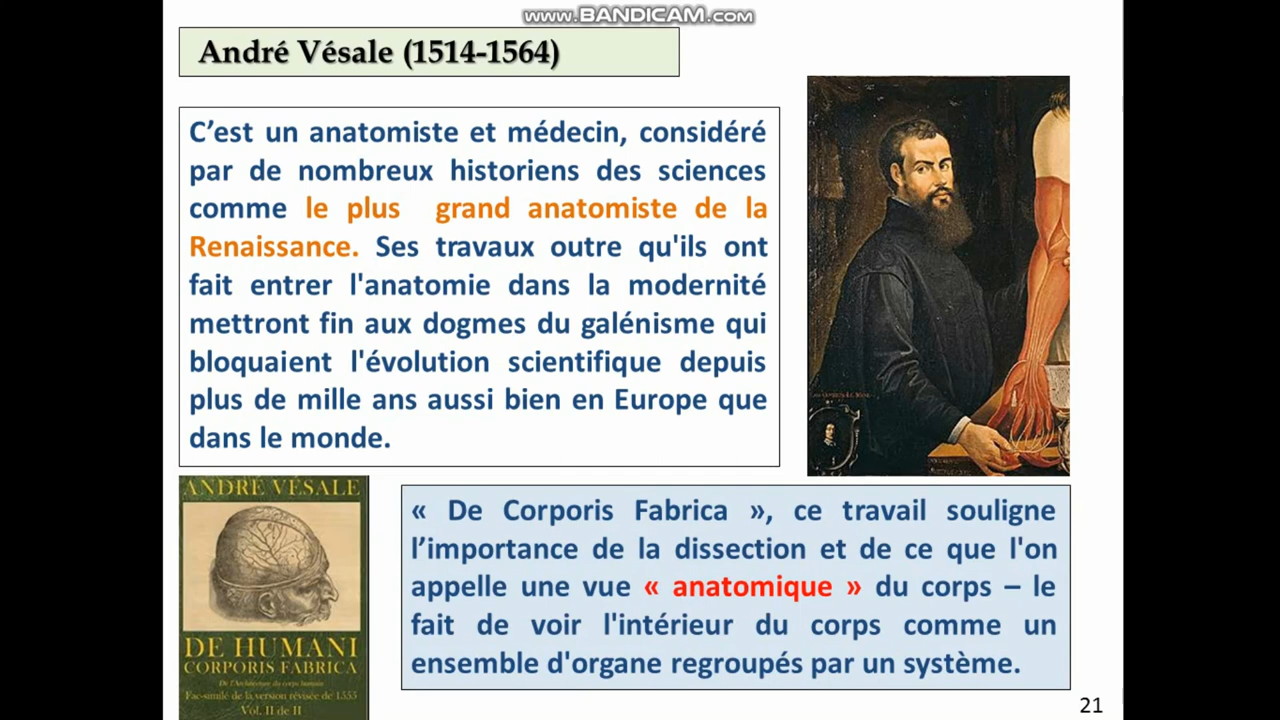 www.BANDICAM.com
André Vésale (1514-1564)
C’est un anatomiste et médecin, considéré
par de nombreux historiens des sciences
comme le plus grand anatomiste de la
Renaissance. Ses travaux outre qu'ils ont
fait entrer l'anatomie dans la modernité
mettront fin aux dogmes du galénisme qui
bloquaient l'évolution scientifique depuis
plus de mille ans aussi bien en Europe que
dans le monde.
ANDRÉ VÉSALE
DE HUMANI
CORPORIS FABRICA
De l'Architecture du corps humain
Fac-similé de la version révisée de 1555
Vol. II de II
« De Corporis Fabrica », ce travail souligne
l’importance de la dissection et de ce que l'on
appelle une vue « anatomique » du corps – le
fait de voir l'intérieur du corps comme un
ensemble d'organe regroupés par un système.
21